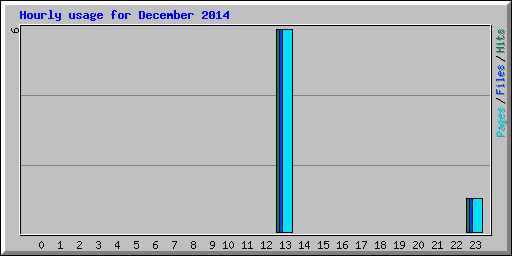 Hourly usage for December 2014
6
Pages/Files/Hits
0 1 2 3 4 5 6 7 8 9 10 11 12 13 14 15 16 17 18 19 20 21 22 23